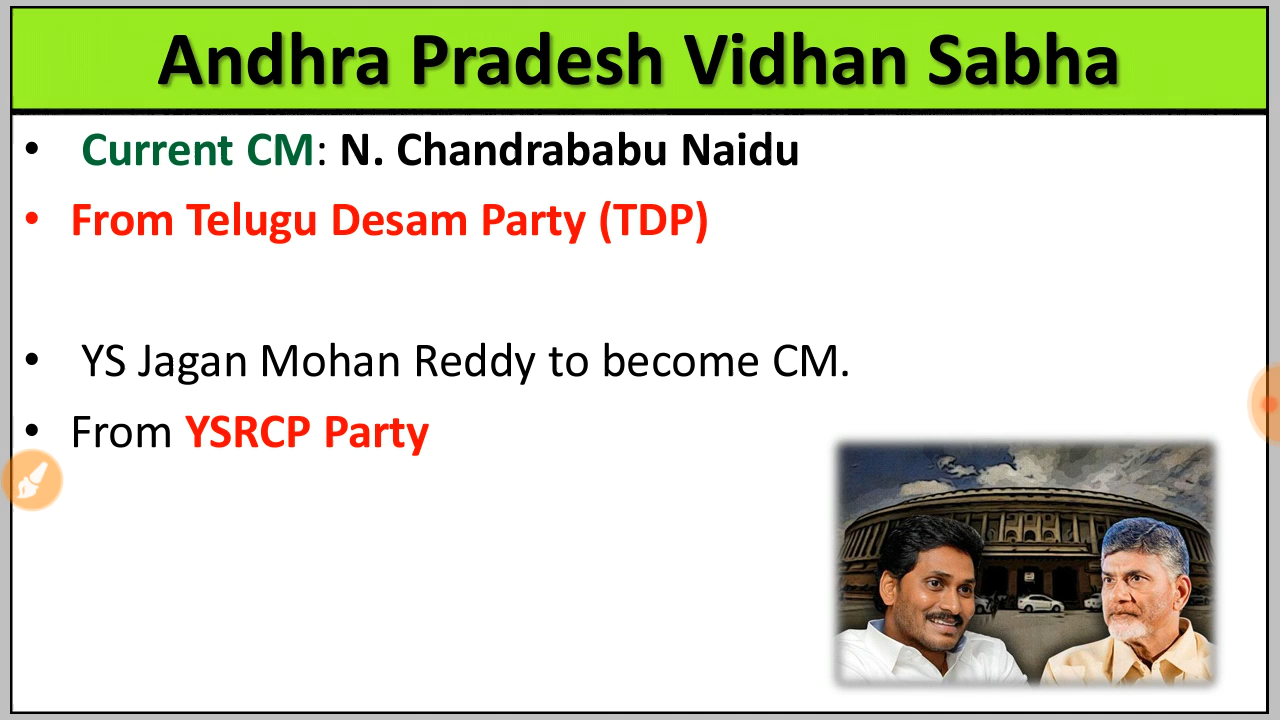 Andhra Pradesh Vidhan Sabha
• Current CM: N. Chandrababu Naidu
• From Telugu Desam Party (TDP)
• YS Jagan Mohan Reddy to become CM.
• From YSRCP Party